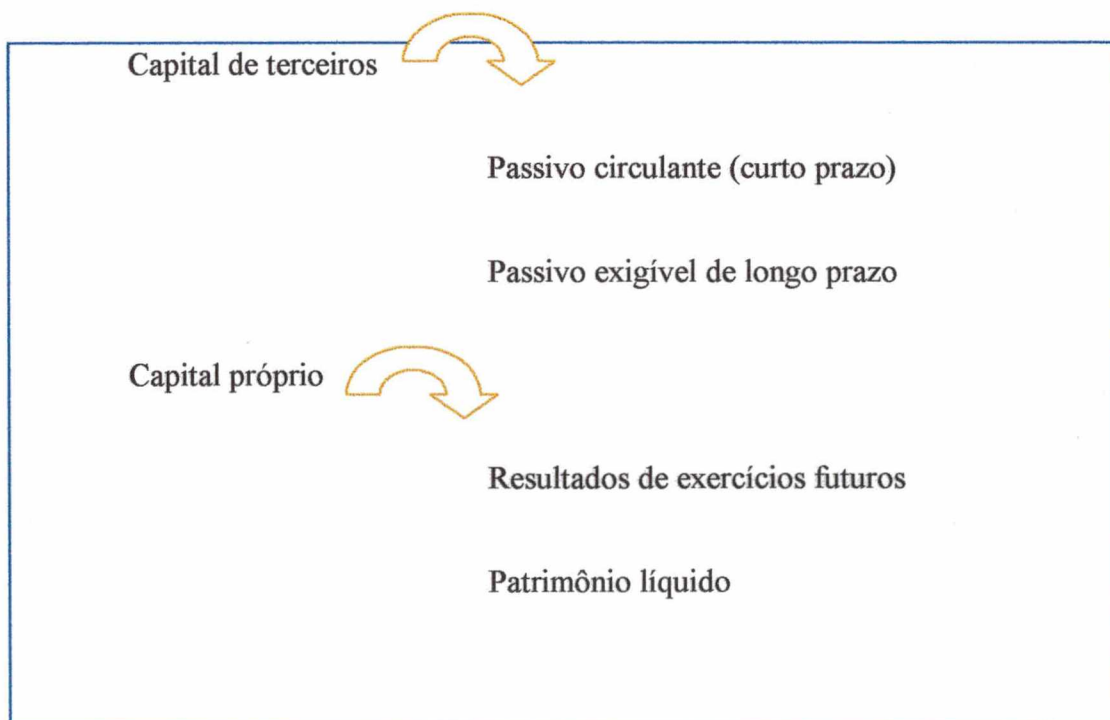 Capital de terceiros
Passivo circulante (curto prazo)
Passivo exigível de longo prazo
Capital próprio
Resultados de exercícios futuros
Patrimônio líquido